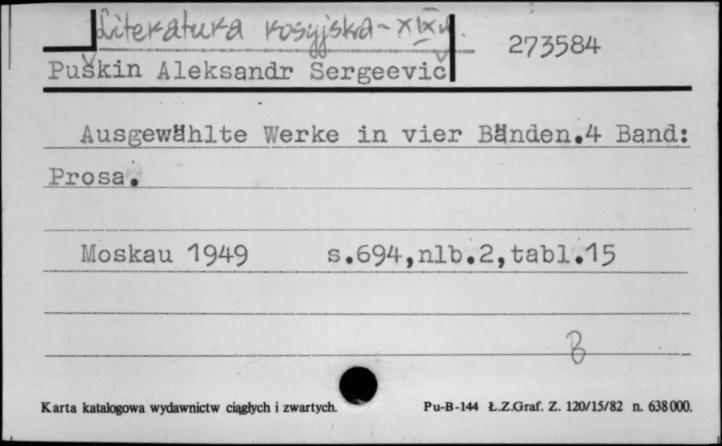 Literatura rosyjska - XIX w.
273584
Puškin Aleksandr Sergeevič
Ausgewählte Werke in vier Bänden.4 Band:
Prosa.
Moskau 1949 s.694,nlb.2,tabl.15
B
Karta katalogowa wydawnictw ciągłych i zwartych. Pu-B-144 Ł.Z.Graf. Z. 120/15/82 n. 638000.